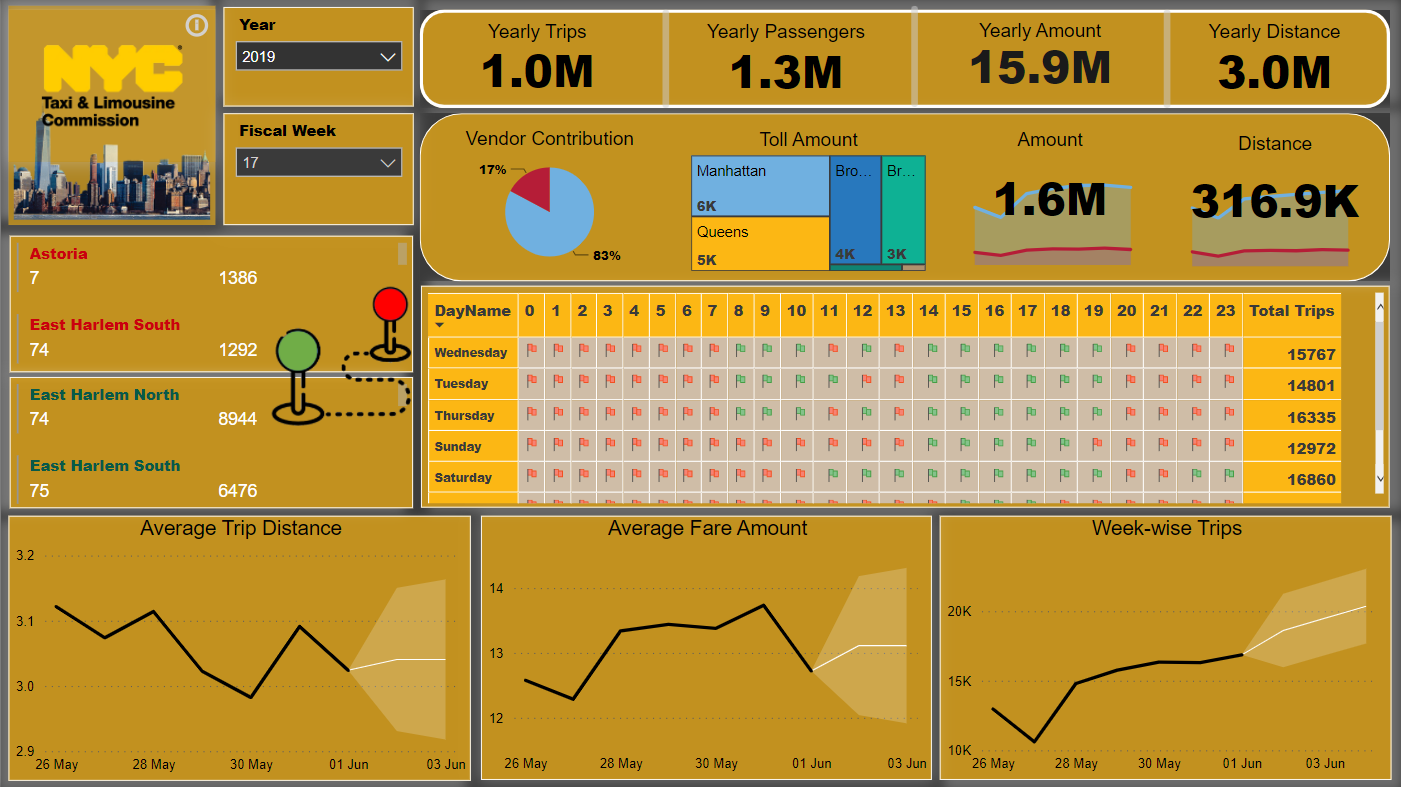 NYC
Taxi & Limousine
Commission
Year
2019
Fiscal Week
17
Yearly Trips
1.0M
Yearly Passengers
1.3M
Yearly Amount
15.9M
Yearly Distance
3.0M
Vendor Contribution
17%
83%
Toll Amount
Manhattan
6K
Queens
5K
Bro...
4K
Br...
3K
Amount
1.6M
Distance
316.9K
Astoria
7 1386
East Harlem South
74 1292
East Harlem North
74 8944
East Harlem South
75 6476
DayName 0 1 2 3 4 5 6 7 8 9 10 11 12 13 14 15 16 17 18 19 20 21 22 23 Total Trips
Wednesday 15767
Tuesday 14801
Thursday 16335
Sunday 12972
Saturday 16860
Average Trip Distance
3.2
3.1
3.0
2.9
26 May 28 May 30 May 01 Jun 03 Jun
Average Fare Amount
14
13
12
26 May 28 May 30 May 01 Jun 03 Jun
Week-wise Trips
20K
15K
10K
26 May 28 May 30 May 01 Jun 03 Jun